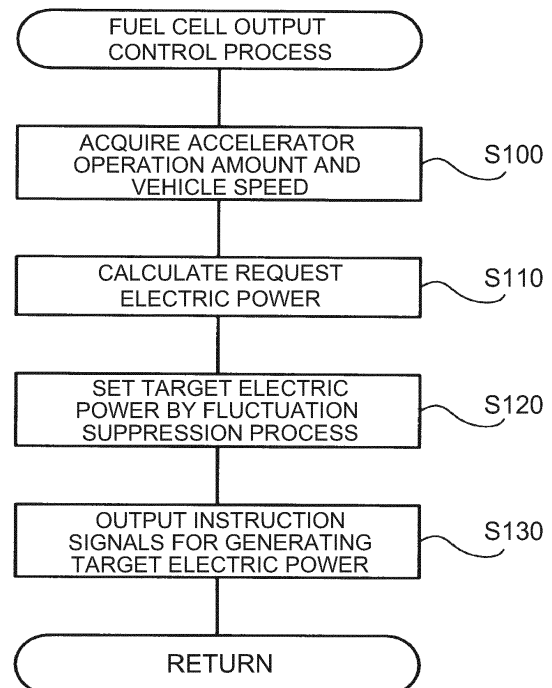 FUEL CELL OUTPUT
CONTROL PROCESS
ACQUIRE ACCELERATOR
OPERATION AMOUNT AND
VEHICLE SPEED
S100
CALCULATE REQUEST
ELECTRIC POWER
S110
SET TARGET ELECTRIC
POWER BY FLUCTUATION
SUPPRESSION PROCESS
S120
OUTPUT INSTRUCTION
SIGNALS FOR GENERATING
TARGET ELECTRIC POWER
S130
RETURN